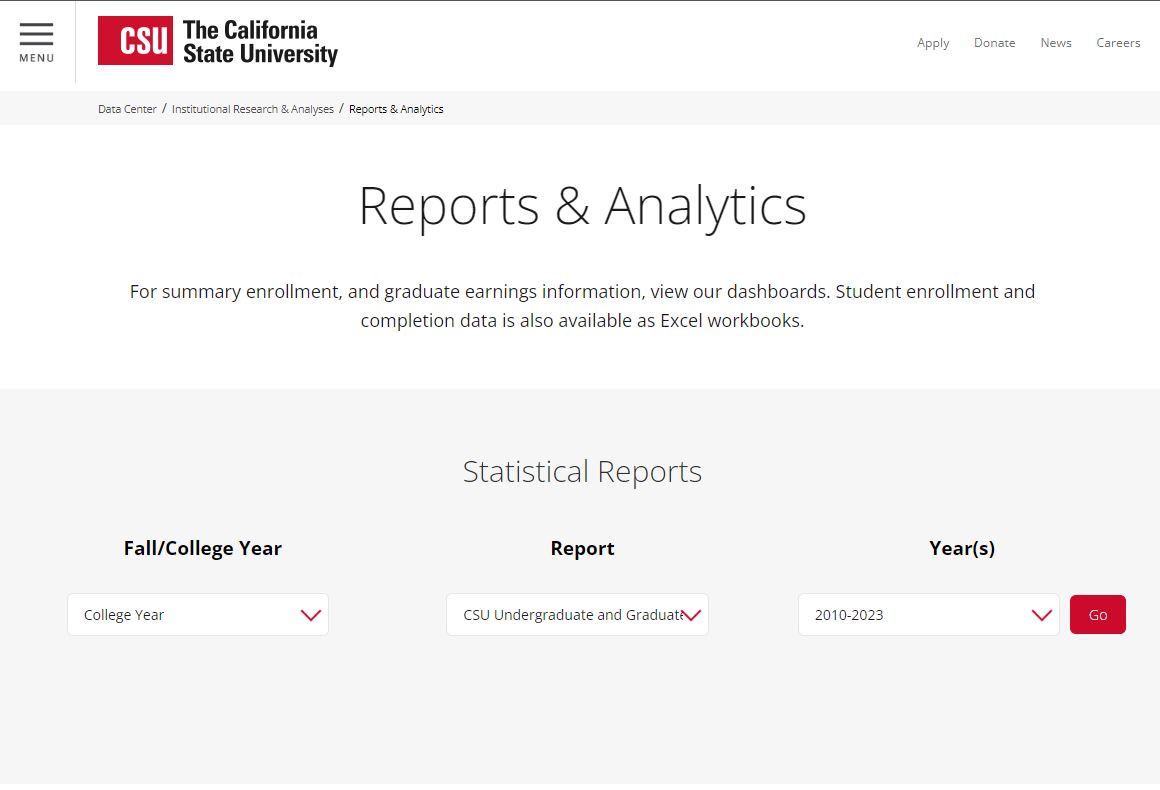 MENU
CSU The California
State University
Apply Donate News Careers
Data Center / Institutional Research & Analyses / Reports & Analytics
Reports & Analytics
For summary enrollment, and graduate earnings information, view our dashboards. Student enrollment and
completion data is also available as Excel workbooks.
Statistical Reports
Fall/College Year Report Year(s)
College Year CSU Undergraduate and Graduat 2010-2023 Go